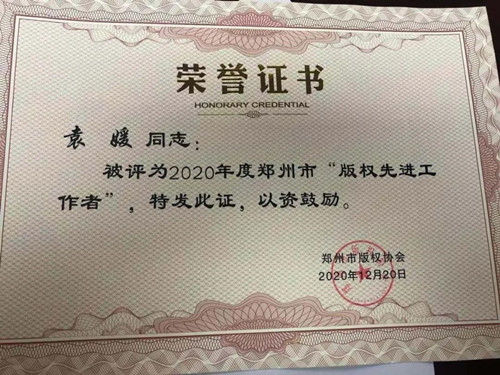 荣誉证书
HONORARY CREDENTIAL
袁 媛 同志：
被评为2020年度郑州市“版权先进工
作者”，特发此证，以资鼓励。
郑州市版权协会
2020年12月20日